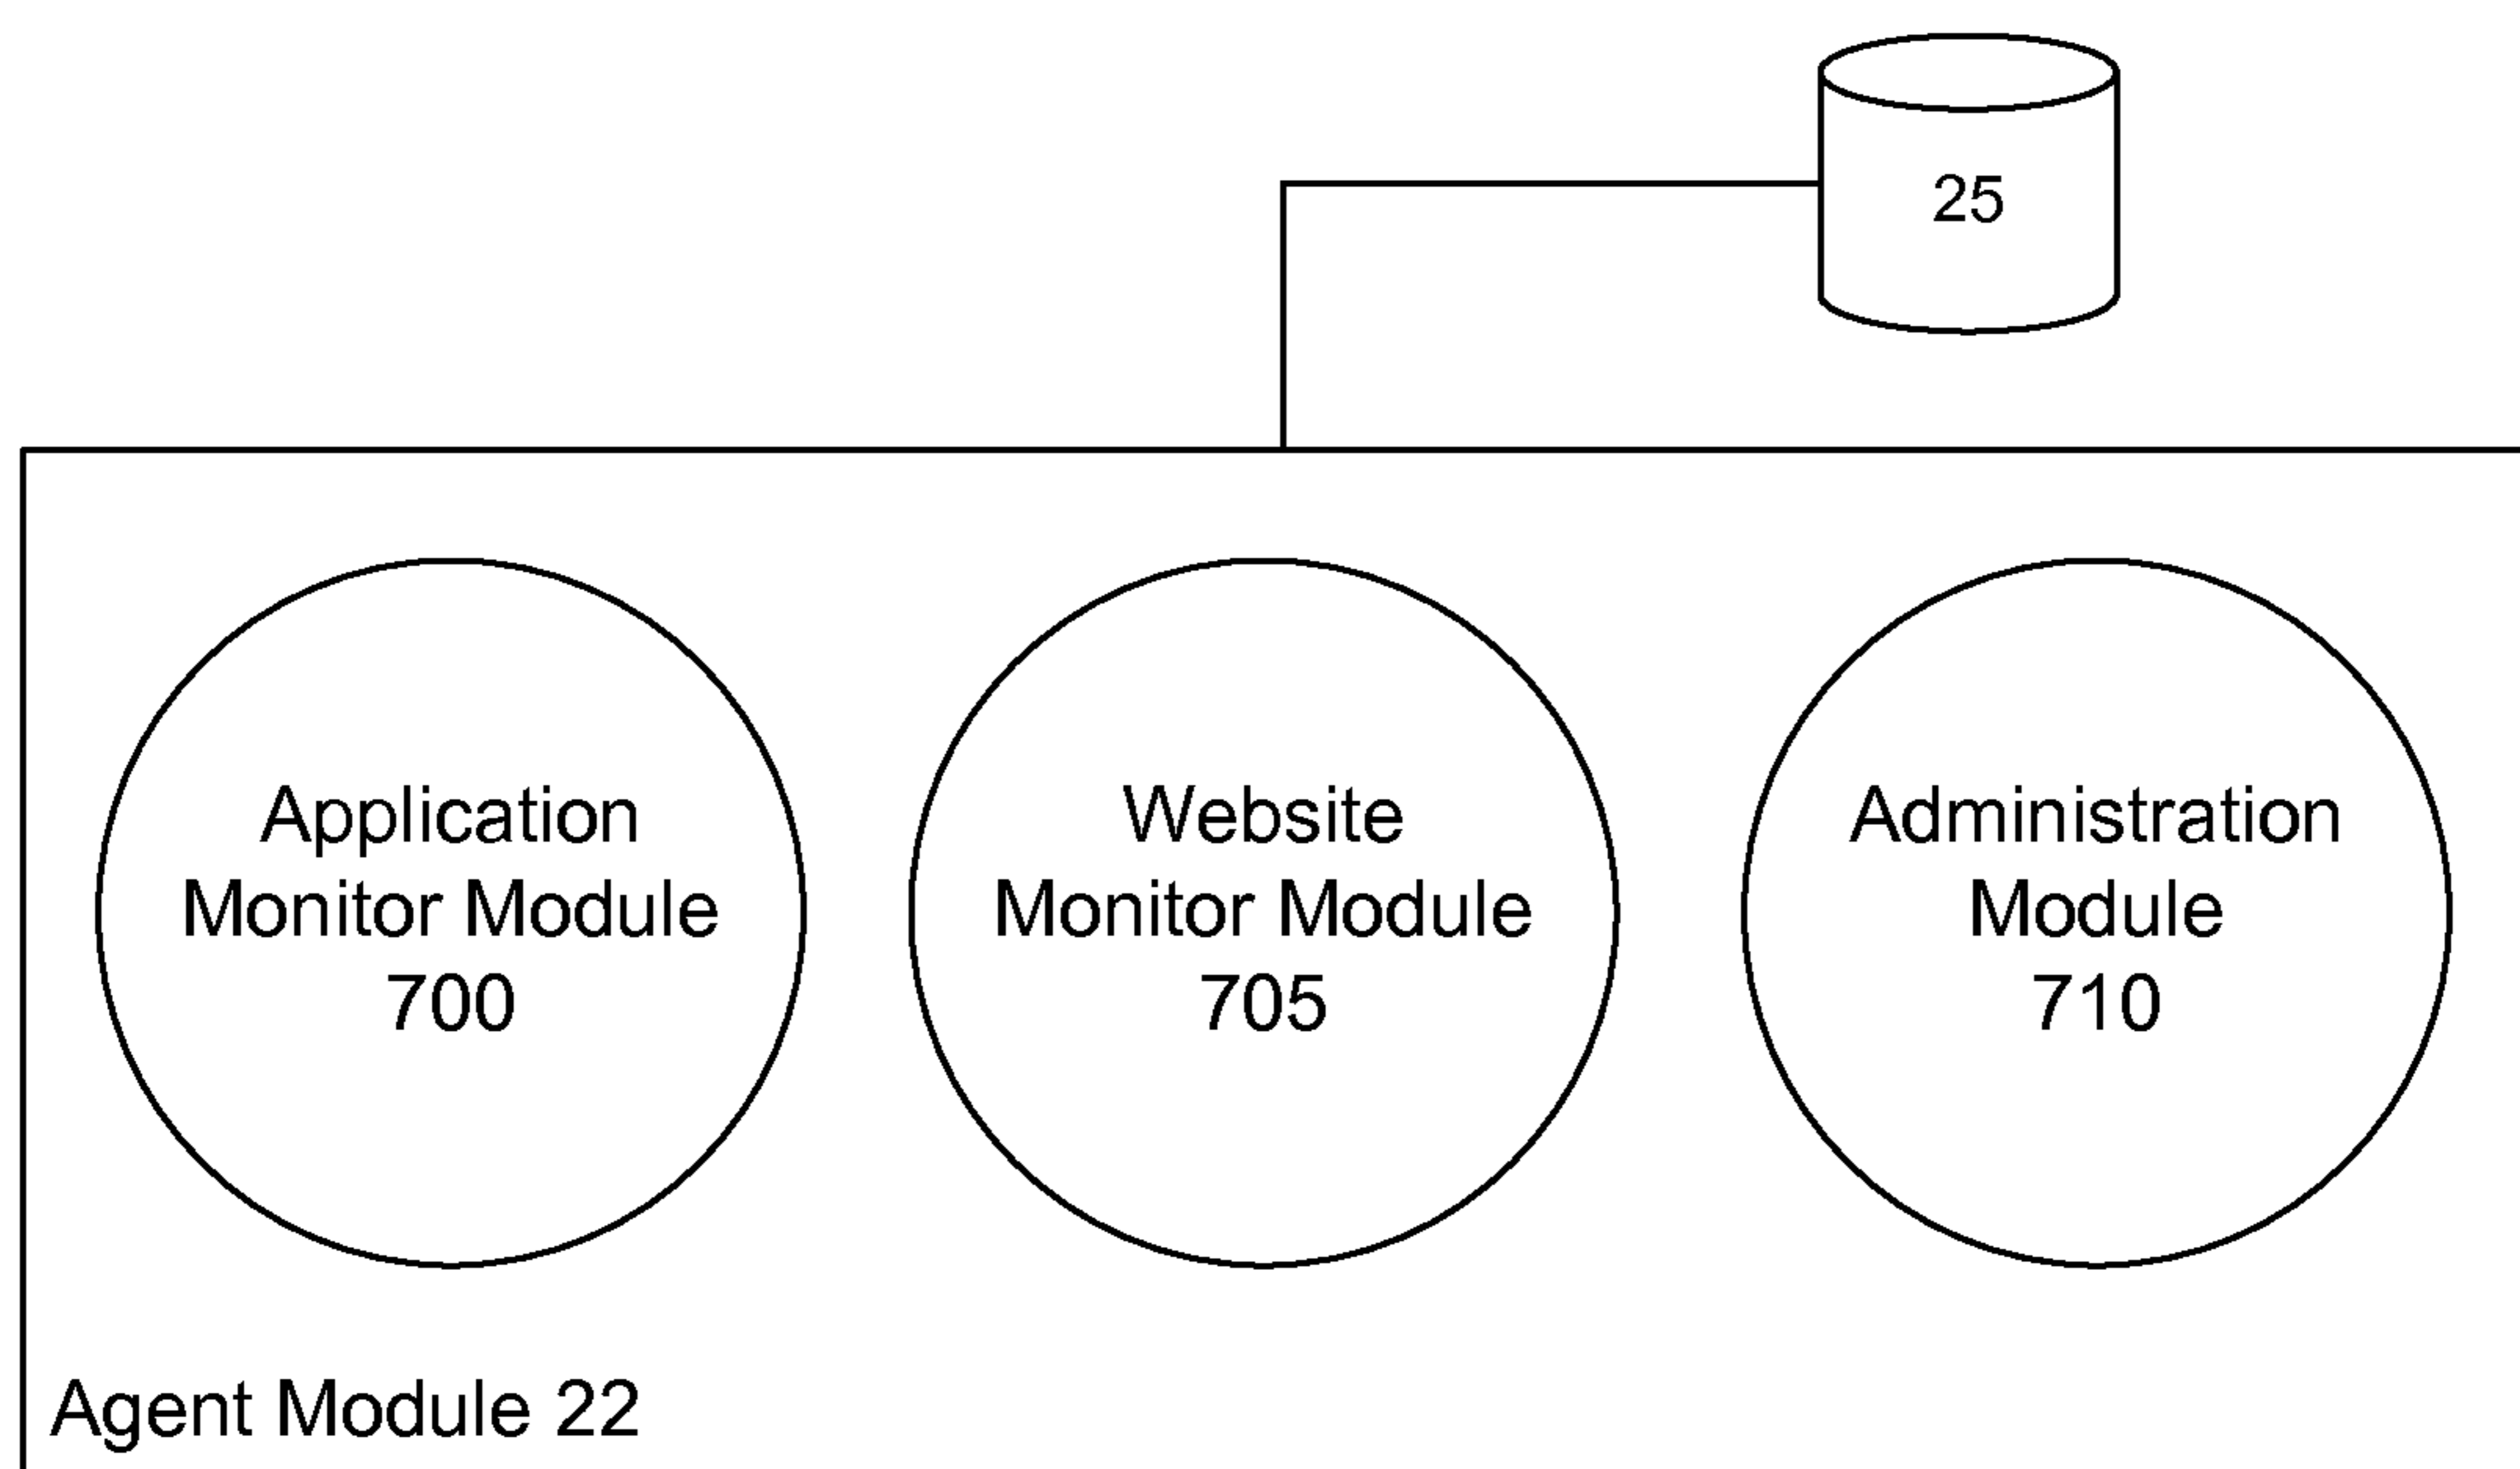 25
Application
Monitor Module
700
Website
Monitor Module
705
Administration
Module
710
Agent Module 22